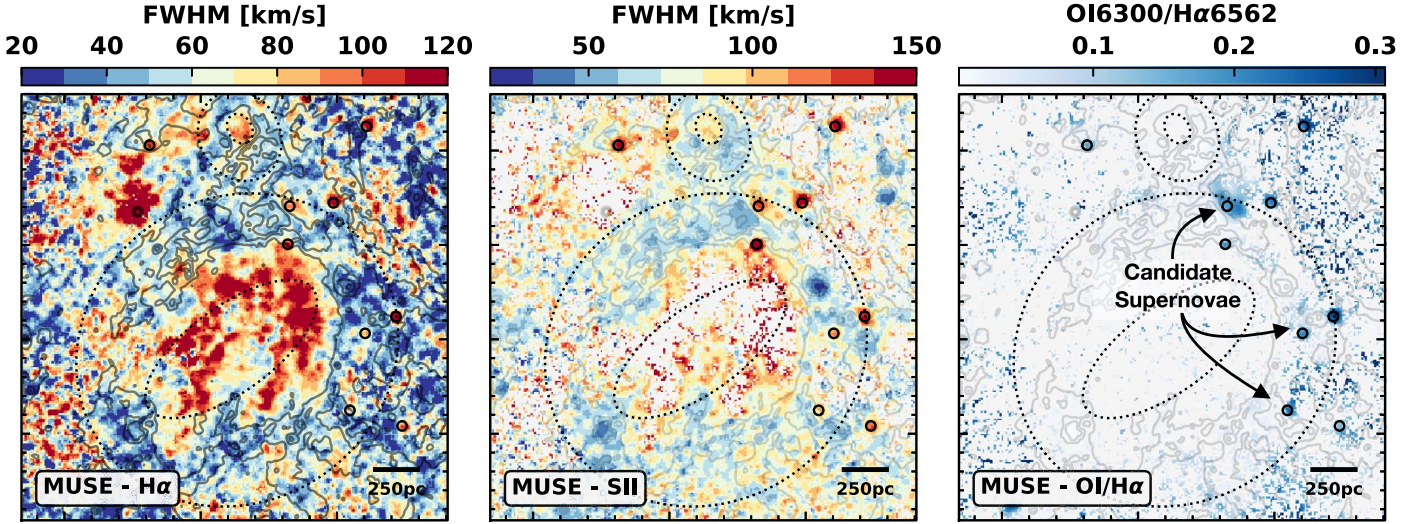 FWHM [km/s]
20 40 60 80 100 120
MUSE - Hα
250pc
FWHM [km/s]
50 100 150
MUSE - SII
250pc
OI6300/Hα6562
0.1 0.2 0.3
Candidate
Supernovae
MUSE - OI/Hα
250pc